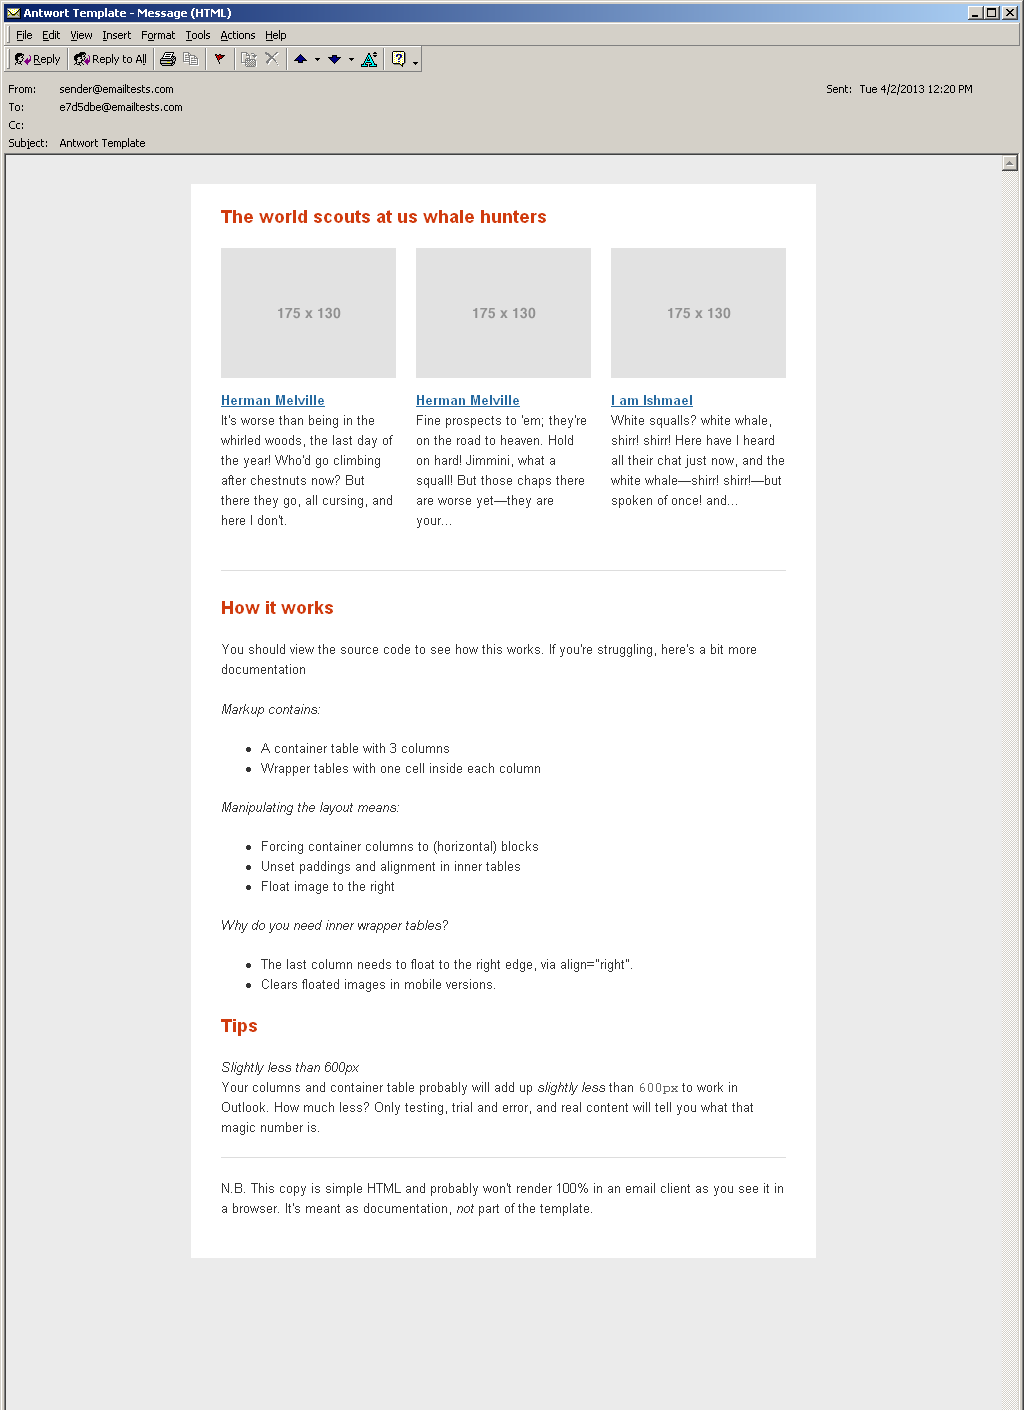 Antwort Template - Message (HTML)
File Edit View Insert Format Tools Actions Help
Reply Reply to All
From: sender@emailtests.com Sent: Tue 4/2/2013 12:20 PM
To: e7d5dbe@emailtests.com
Cc:
Subject: Antwort Template
The world scouts at us whale hunters
175 x 130 175 x 130 175 x 130
Herman Melville
It's worse than being in the
whirled woods, the last day of
the year! Who'd go climbing
after chestnuts now? But
there they go, all cursing, and
here I don't.
Herman Melville
Fine prospects to 'em; they're
on the road to heaven. Hold
on hard! Jimmini, what a
squall! But those chaps there
are worse yet—they are
your...
I am Ishmael
White squalls? white whale,
shirr! shirr! Here have I heard
all their chat just now, and the
white whale—shirr! shirr!—but
spoken of once! and...
How it works
You should view the source code to see how this works. If you're struggling, here's a bit more
documentation
Markup contains:
• A container table with 3 columns
• Wrapper tables with one cell inside each column
Manipulating the layout means:
• Forcing container columns to (horizontal) blocks
• Unset paddings and alignment in inner tables
• Float image to the right
Why do you need inner wrapper tables?
• The last column needs to float to the right edge, via align="right".
• Clears floated images in mobile versions.
Tips
Slightly less than 600px
Your columns and container table probably will add up slightly less than 600px to work in
Outlook. How much less? Only testing, trial and error, and real content will tell you what that
magic number is.
N.B. This copy is simple HTML and probably won't render 100% in an email client as you see it in
a browser. It's meant as documentation, not part of the template.